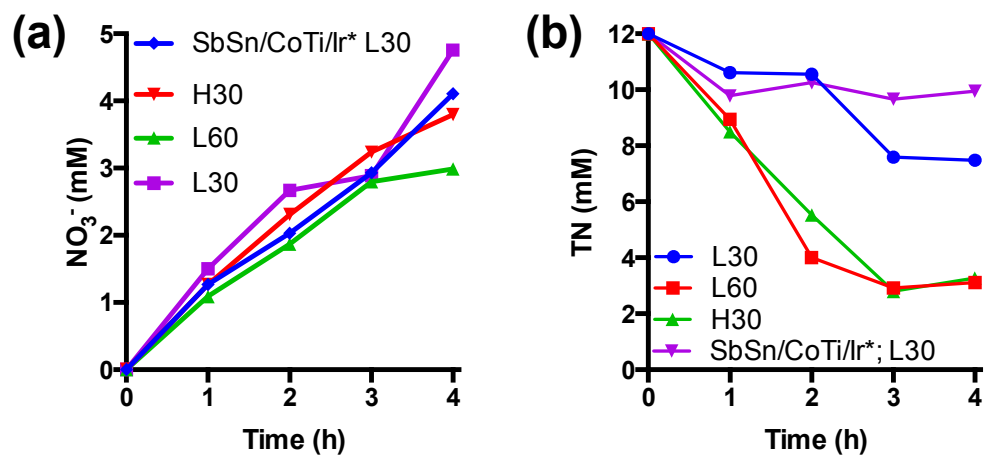 (a)
SbSn/CoTi/Ir* L30
H30
L60
L30
NO₃⁻ (mM)
5
4
3
2
1
0
0 1 2 3 4
Time (h)
(b)
TN (mM)
12
10
8
6
4
2
0
L30
L60
H30
SbSn/CoTi/Ir*; L30
0 1 2 3 4
Time (h)